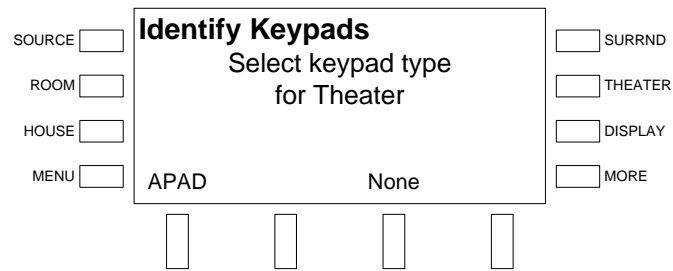 Identify Keypads
Select keypad type
for Theater
APAD None
SOURCE
ROOM
HOUSE
MENU
SURRND
THEATER
DISPLAY
MORE